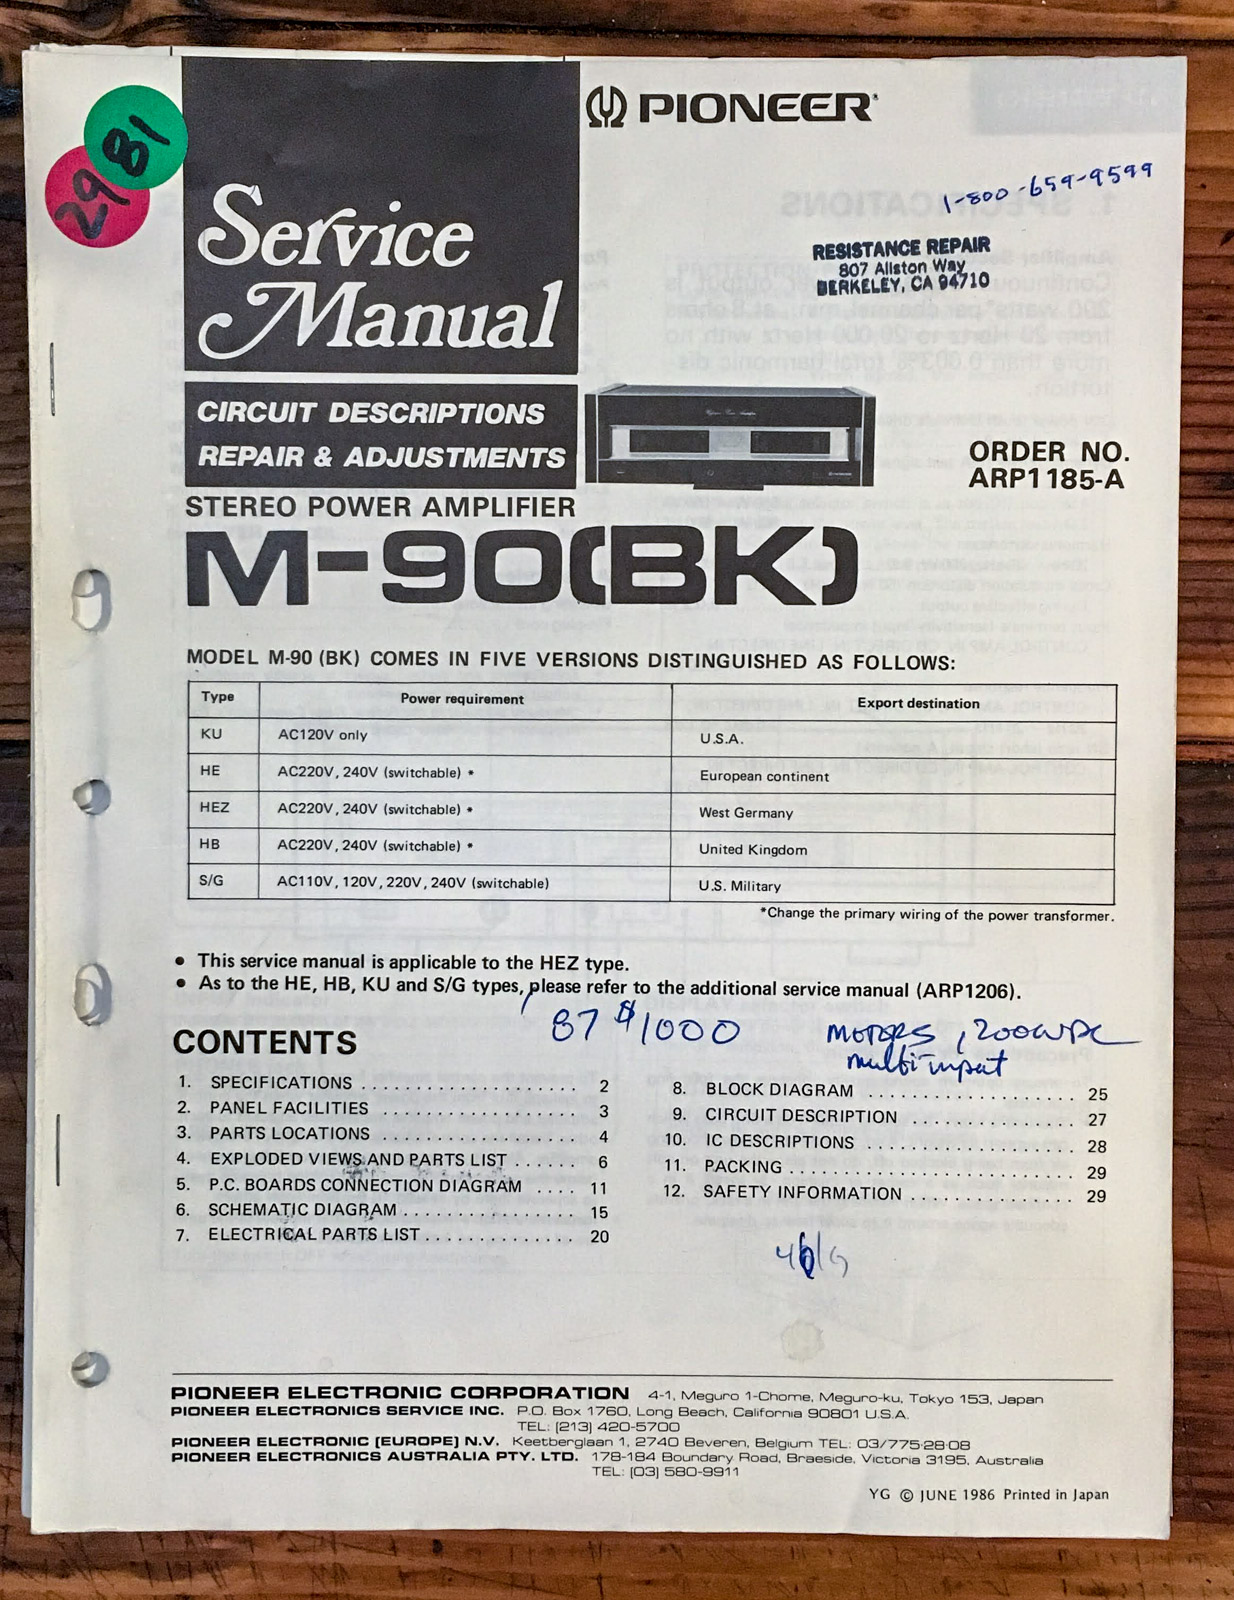 29 81
PIONEER
Service
Manual
1-800-659-9599
RESISTANCE REPAIR
807 Allston Way
BERKELEY, CA 94710
CIRCUIT DESCRIPTIONS
REPAIR & ADJUSTMENTS
ORDER NO.
ARP1185-A
STEREO POWER AMPLIFIER
M-90(BK)
MODEL M-90 (BK) COMES IN FIVE VERSIONS DISTINGUISHED AS FOLLOWS:
Type Power requirement Export destination
KU AC120V only U.S.A.
HE AC220V, 240V (switchable) * European continent
HEZ AC220V, 240V (switchable) * West Germany
HB AC220V, 240V (switchable) * United Kingdom
S/G AC110V, 120V, 220V, 240V (switchable) U.S. Military
*Change the primary wiring of the power transformer.
● This service manual is applicable to the HEZ type.
● As to the HE, HB, KU and S/G types, please refer to the additional service manual (ARP1206).
'87 $1000 MOTORS, 200WPC
multi-input
CONTENTS
1. SPECIFICATIONS .................... 2
2. PANEL FACILITIES .................. 3
3. PARTS LOCATIONS .................. 4
4. EXPLODED VIEWS AND PARTS LIST ...... 6
5. P.C. BOARDS CONNECTION DIAGRAM .... 11
6. SCHEMATIC DIAGRAM ................ 15
7. ELECTRICAL PARTS LIST .............. 20
8. BLOCK DIAGRAM .................. 25
9. CIRCUIT DESCRIPTION .............. 27
10. IC DESCRIPTIONS .................. 28
11. PACKING .......................... 29
12. SAFETY INFORMATION .............. 29
PIONEER ELECTRONIC CORPORATION 4-1, Meguro 1-Chome, Meguro-ku, Tokyo 153, Japan
PIONEER ELECTRONICS SERVICE INC. P.O. Box 1760, Long Beach, California 90801 U.S.A.
TEL: (213) 420-5700
PIONEER ELECTRONIC (EUROPE) N.V. Keetberglaan 1, 2740 Beveren, Belgium TEL: 03/775·28·08
PIONEER ELECTRONICS AUSTRALIA PTY. LTD. 178-184 Boundary Road, Braeside, Victoria 3195, Australia
TEL: (03) 580-9911
YG © JUNE 1986 Printed in Japan